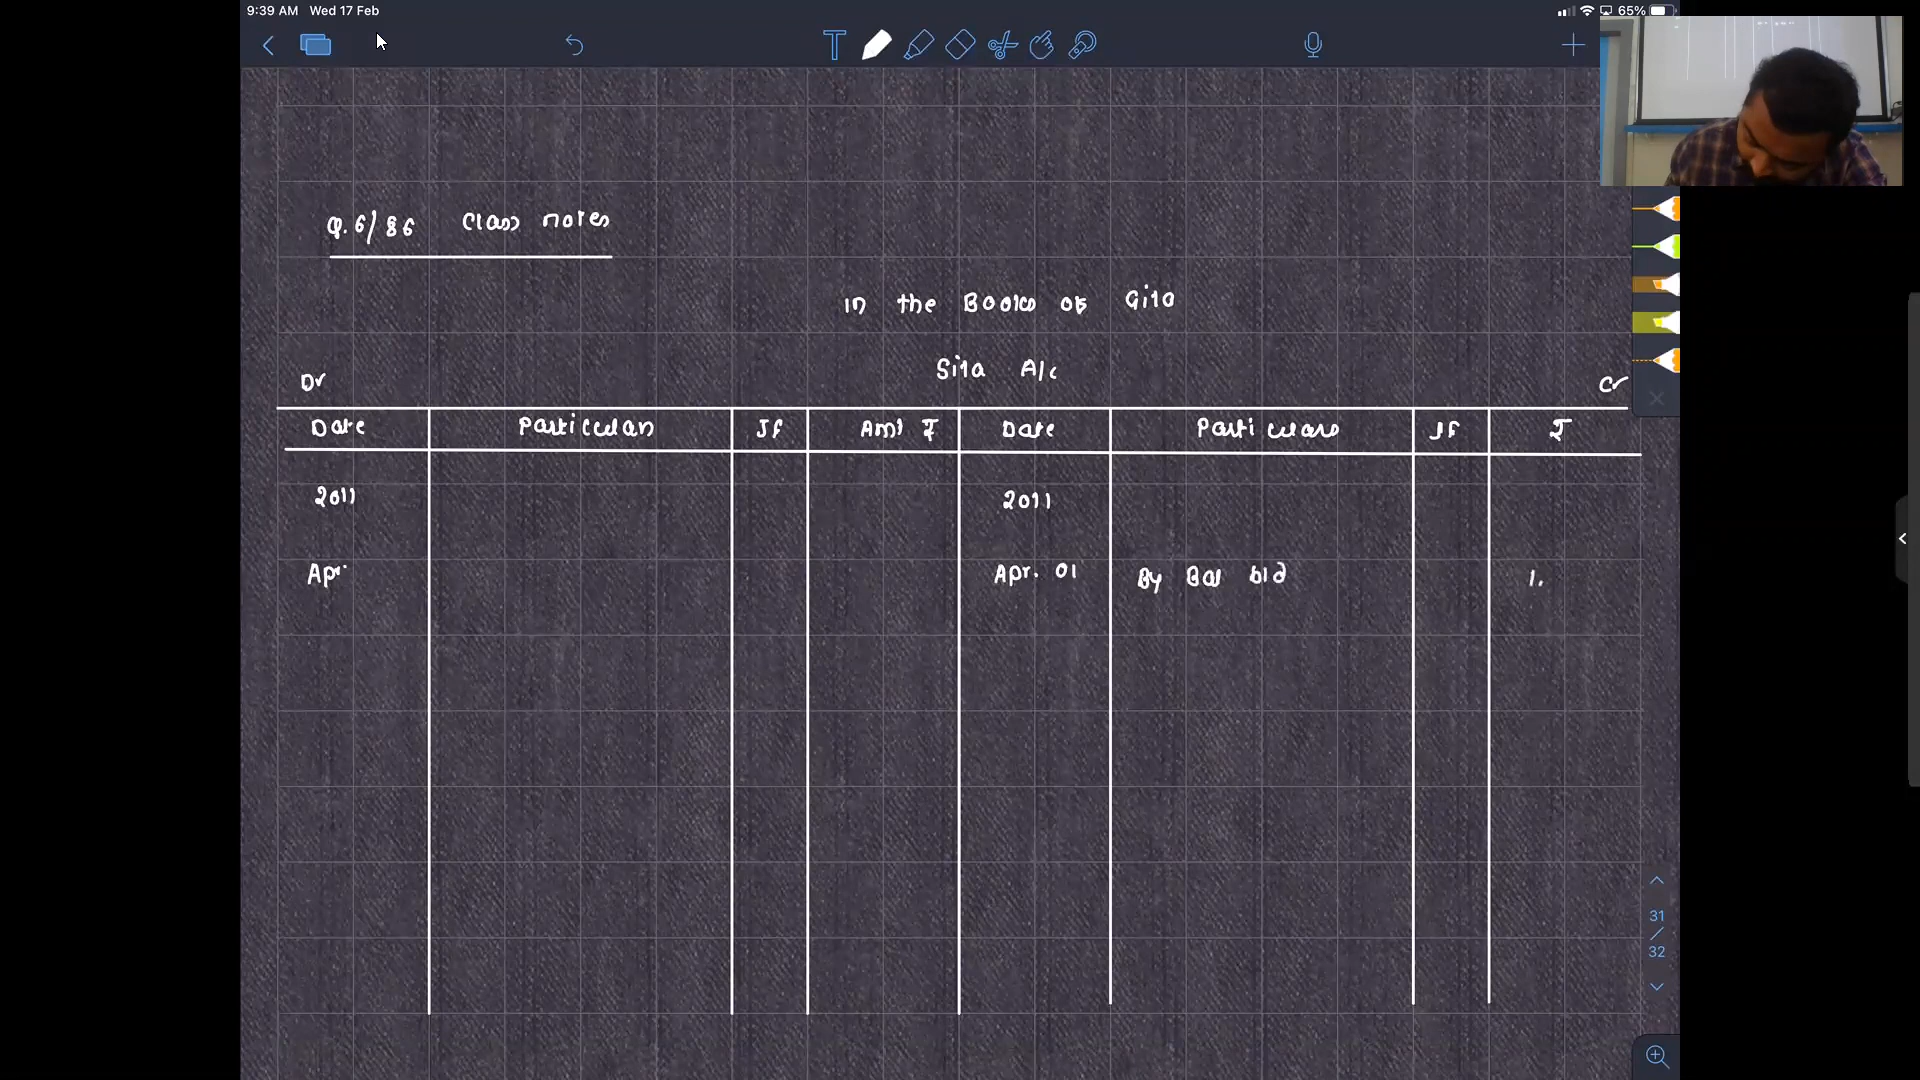 9:39 AM Wed 17 Feb
65%
Q.6/86 Class notes
in the Books of Gita
Sita A/c
Dr Cr
Date Particulars Jf Amt ₹ Date Particulars Jf ₹
2011 2011
Apr. Apr. 01 By Bal b/d 1.
31
/
32